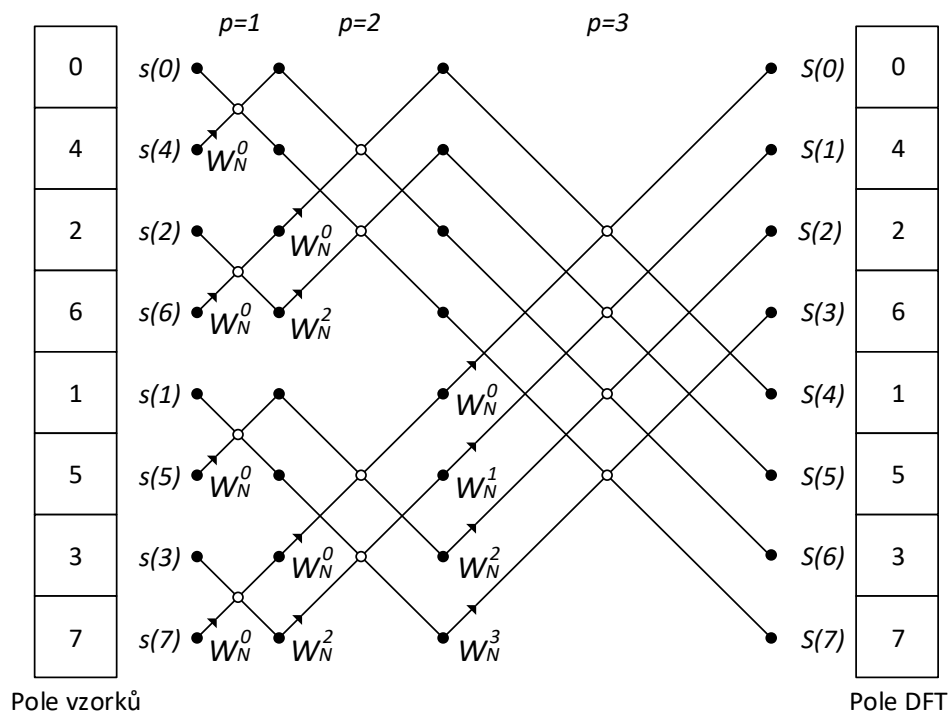 p=1 p=2 p=3
0 s(0) S(0) 0
4 s(4) W_N^0 S(1) 4
2 s(2) W_N^0 S(2) 2
6 s(6) W_N^0 W_N^2 S(3) 6
1 s(1) W_N^0 S(4) 1
5 s(5) W_N^0 W_N^1 S(5) 5
3 s(3) W_N^0 W_N^2 S(6) 3
7 s(7) W_N^0 W_N^2 W_N^3 S(7) 7
Pole vzorků Pole DFT